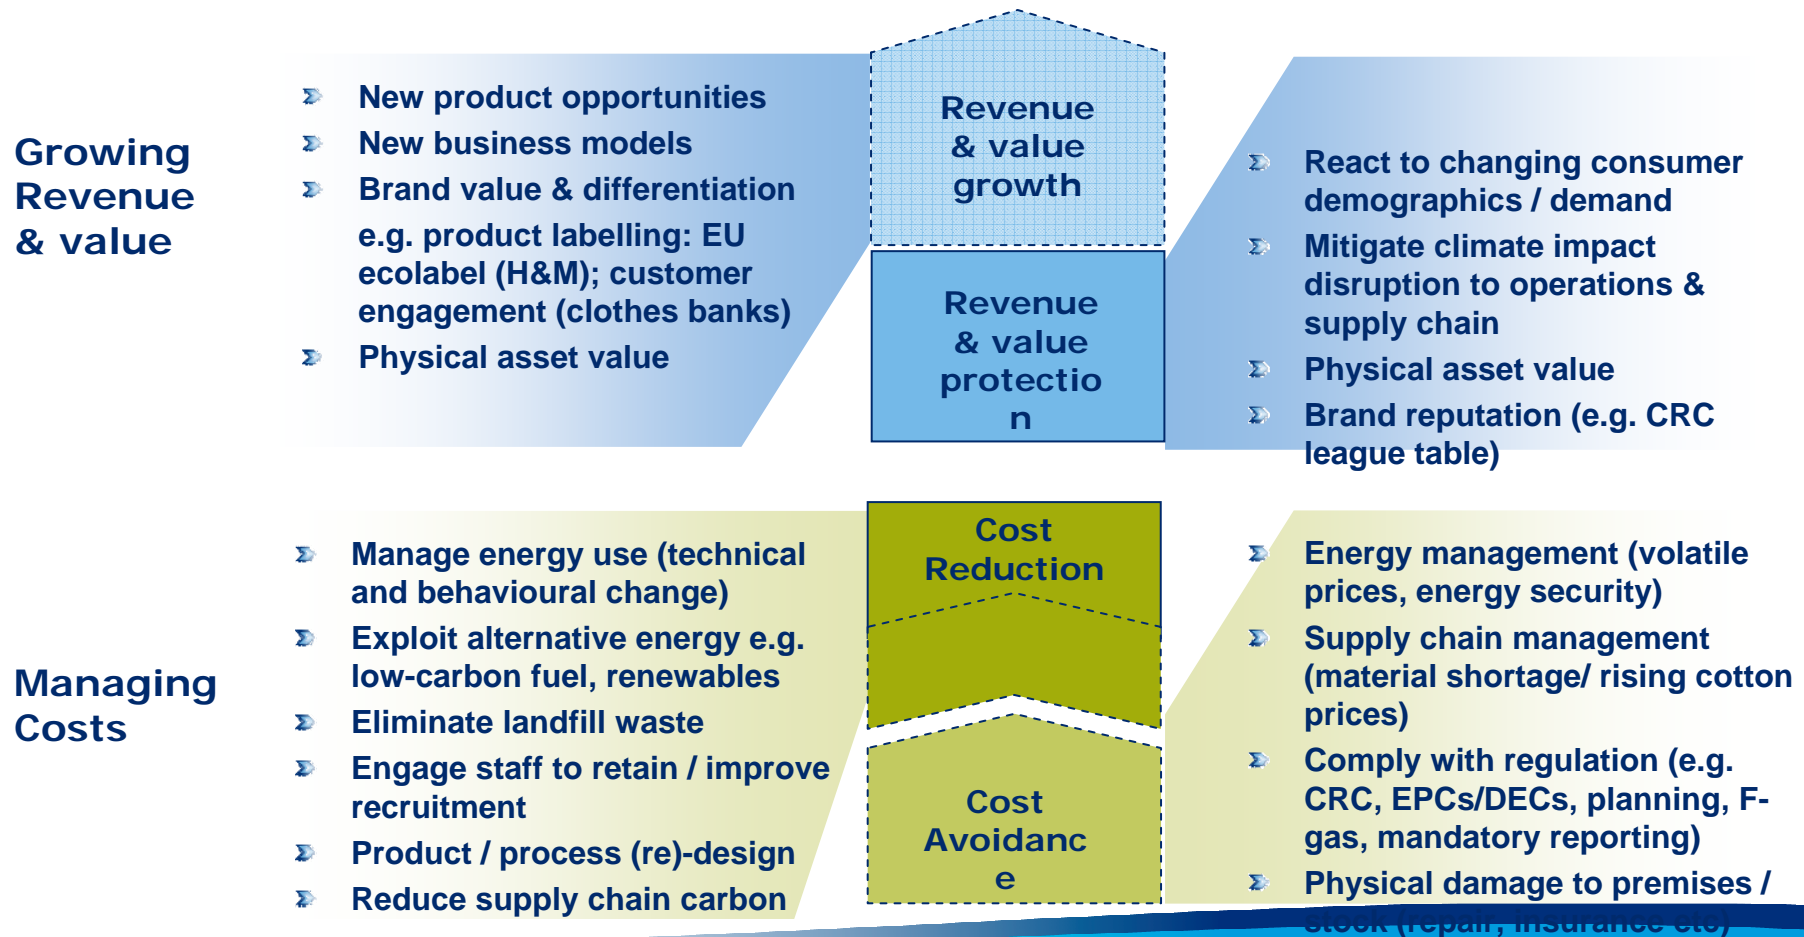 Growing
Revenue
& value
New product opportunities
New business models
Brand value & differentiation
e.g. product labelling: EU
ecolabel (H&M); customer
engagement (clothes banks)
Physical asset value
Revenue
& value
growth
Revenue
& value
protectio
n
React to changing consumer
demographics / demand
Mitigate climate impact
disruption to operations &
supply chain
Physical asset value
Brand reputation (e.g. CRC
league table)
Managing
Costs
Manage energy use (technical
and behavioural change)
Exploit alternative energy e.g.
low-carbon fuel, renewables
Eliminate landfill waste
Engage staff to retain / improve
recruitment
Product / process (re)-design
Reduce supply chain carbon
Cost
Reduction
Cost
Avoidanc
e
Energy management (volatile
prices, energy security)
Supply chain management
(material shortage/ rising cotton
prices)
Comply with regulation (e.g.
CRC, EPCs/DECs, planning, F-
gas, mandatory reporting)
Physical damage to premises /
stock (repair, insurance etc)